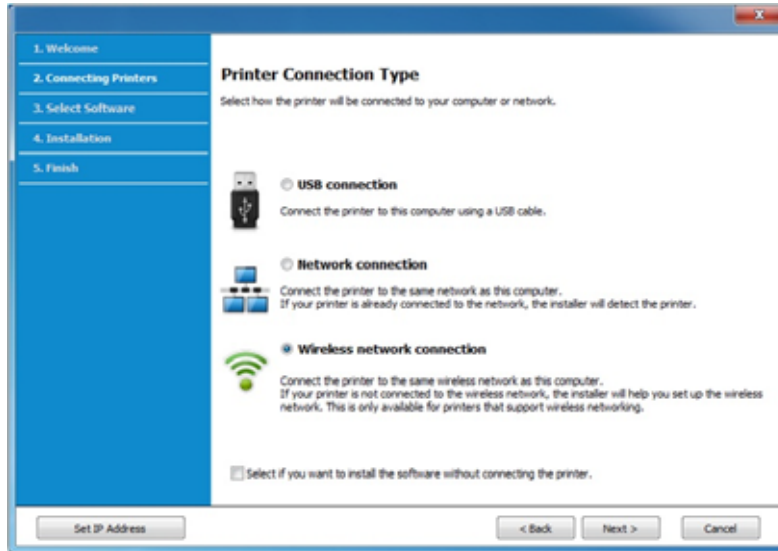 1. Welcome
2. Connecting Printers
3. Select Software
4. Installation
5. Finish
Printer Connection Type
Select how the printer will be connected to your computer or network.
USB connection
Connect the printer to this computer using a USB cable.
Network connection
Connect the printer to the same network as this computer.
If your printer is already connected to the network, the installer will detect the printer.
Wireless network connection
Connect the printer to the same wireless network as this computer.
If your printer is not connected to the wireless network, the installer will help you set up the wireless
network. This is only available for printers that support wireless networking.
Select if you want to install the software without connecting the printer.
Set IP Address
< Back
Next >
Cancel